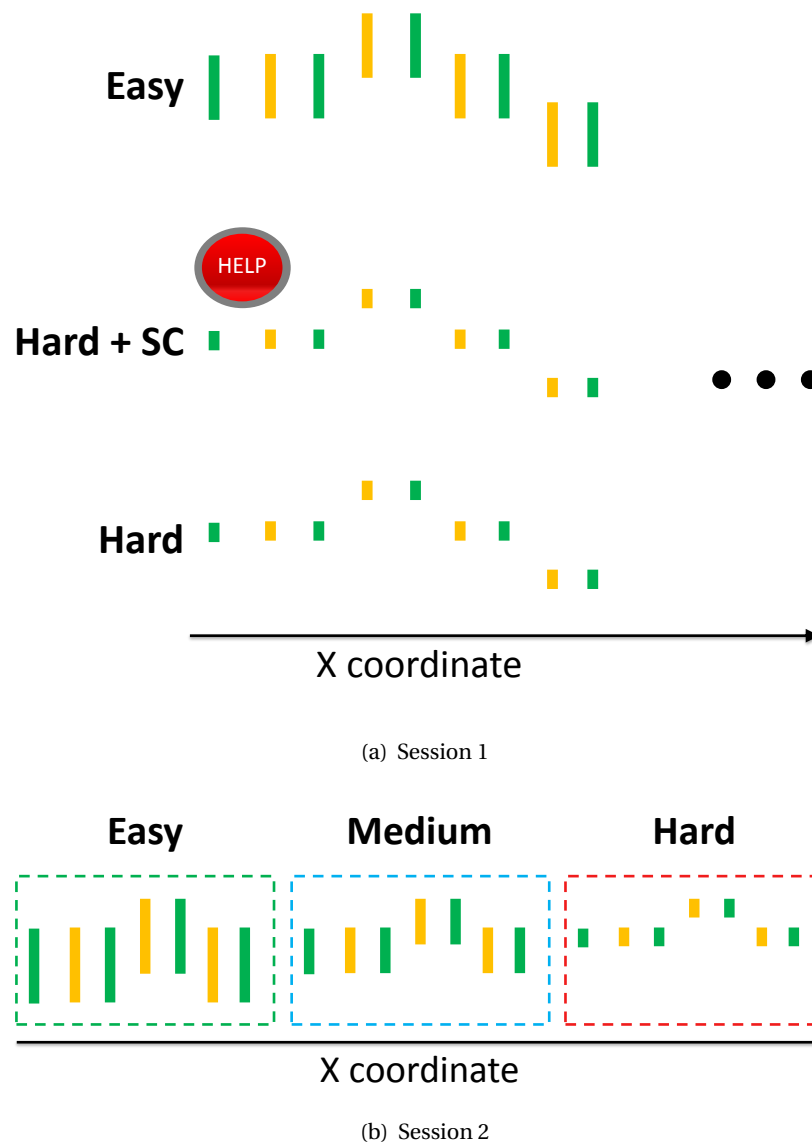 Easy
HELP
Hard + SC
Hard
X coordinate
(a) Session 1
Easy Medium Hard
X coordinate
(b) Session 2